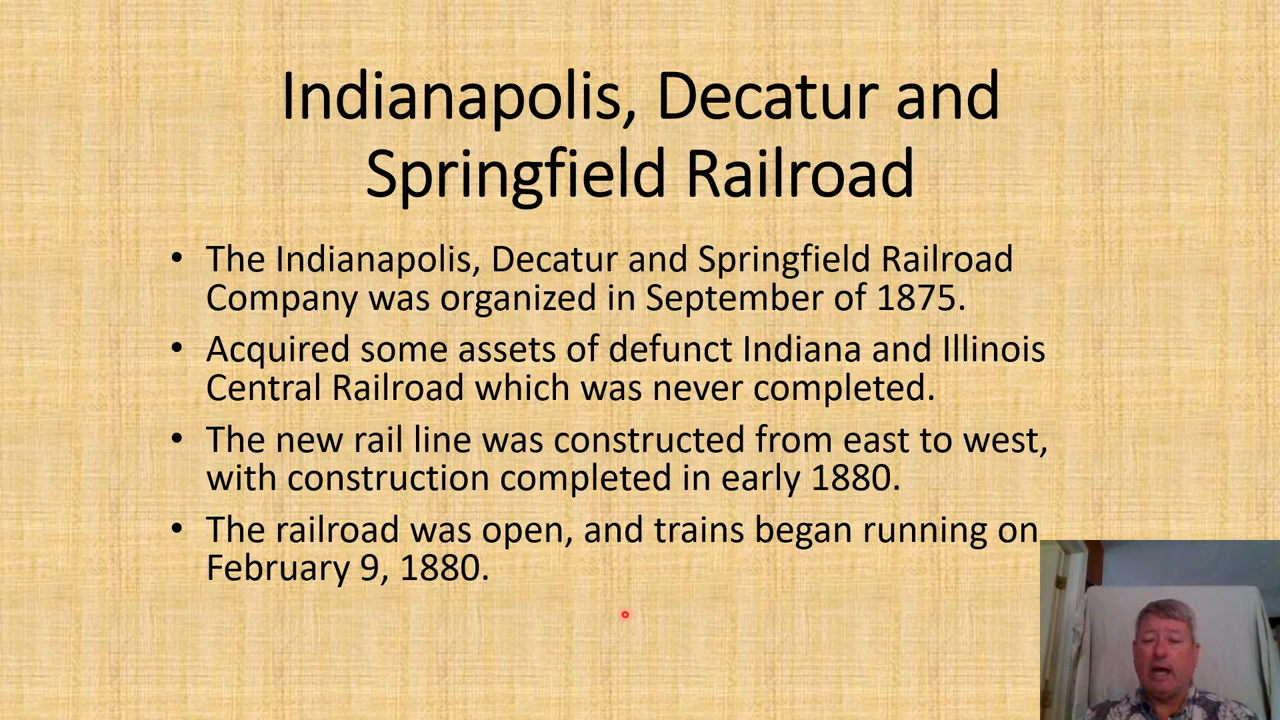 Indianapolis, Decatur and
Springfield Railroad
• The Indianapolis, Decatur and Springfield Railroad
Company was organized in September of 1875.
• Acquired some assets of defunct Indiana and Illinois
Central Railroad which was never completed.
• The new rail line was constructed from east to west,
with construction completed in early 1880.
• The railroad was open, and trains began running on
February 9, 1880.